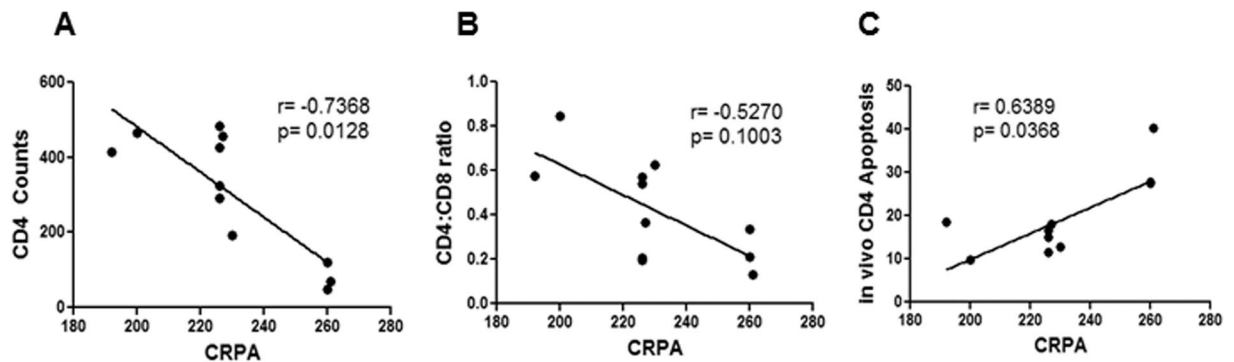 A
CD4 Counts
600
400
200
0
r= -0.7368
p= 0.0128
180 200 220 240 260 280
CRPA
B
CD4:CD8 ratio
1.0
0.8
0.6
0.4
0.2
0.0
r= -0.5270
p= 0.1003
180 200 220 240 260 280
CRPA
C
in vivo CD4 Apoptosis
50
40
30
20
10
0
r= 0.6389
p= 0.0368
180 200 220 240 260 280
CRPA